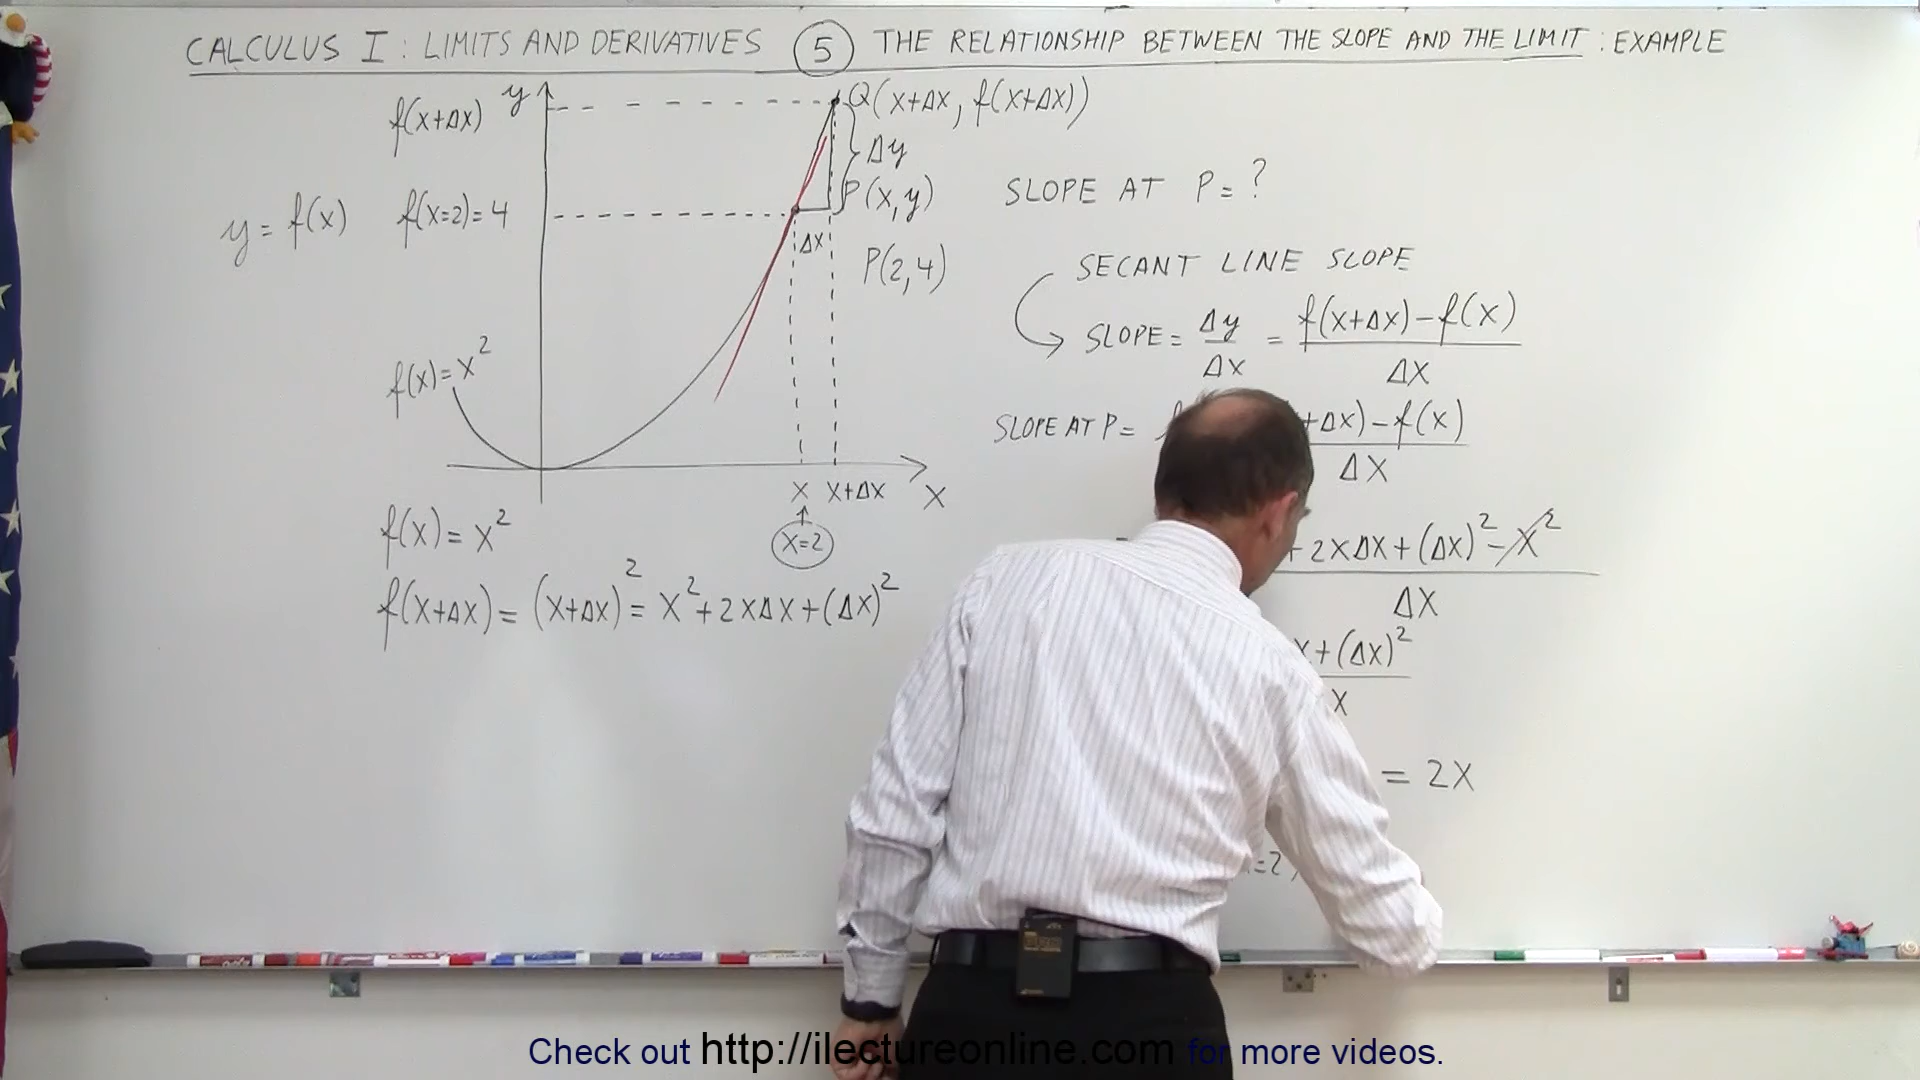 CALCULUS I : LIMITS AND DERIVATIVES ⑤ THE RELATIONSHIP BETWEEN THE SLOPE AND THE LIMIT : EXAMPLE
f(x+Δx) y Q(x+Δx, f(x+Δx))
Δy
y = f(x) f(x=2)=4 P(x,y)
Δx
P(2,4)
f(x)=x²
x x+Δx x
x=2
f(x) = x²
f(x+Δx) = (x+Δx)² = x²+2xΔx+(Δx)²
SLOPE AT P = ?
SECANT LINE SLOPE
SLOPE = Δy/Δx = (f(x+Δx)-f(x))/Δx
SLOPE AT P = +Δx)-f(x)
Δx
+2xΔx+(Δx)²-x²
Δx
x+(Δx)²
x
= 2x
=2,
Check out http://ilectureonline.com for more videos.